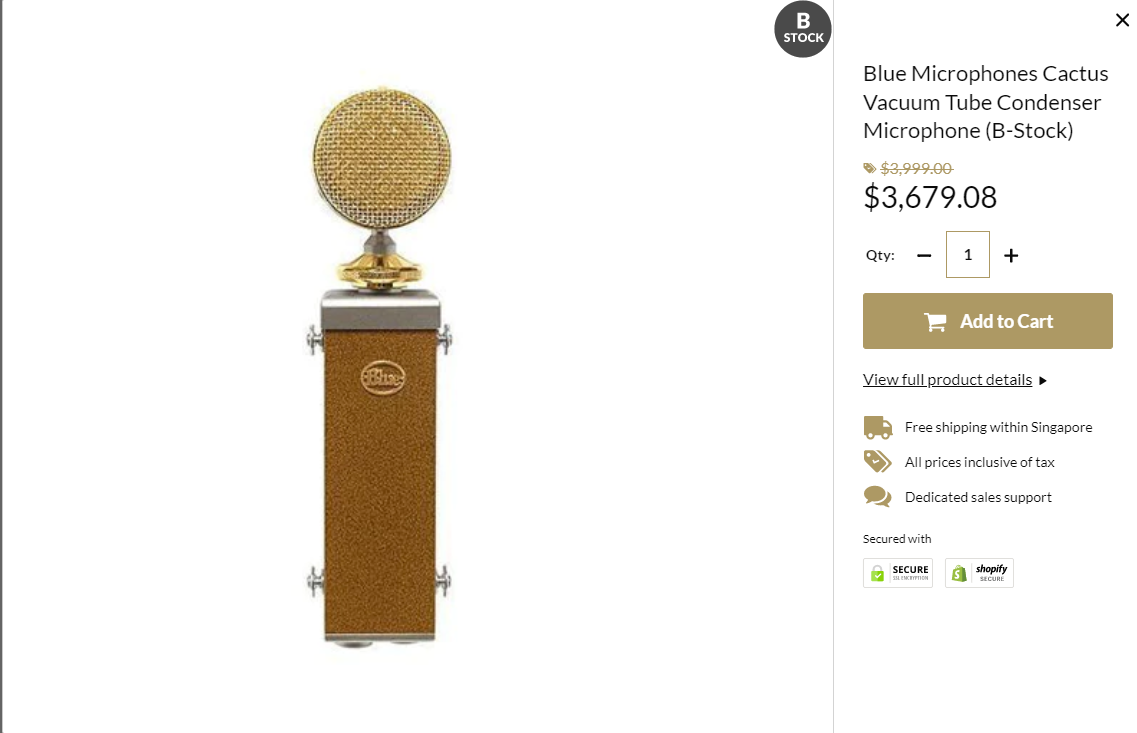 B
STOCK
Blue Microphones Cactus
Vacuum Tube Condenser
Microphone (B-Stock)
$3,999.00
$3,679.08
Qty: − 1 +
Add to Cart
View full product details
Free shipping within Singapore
All prices inclusive of tax
Dedicated sales support
Secured with
SECURE
SSL ENCRYPTION
shopify
SECURE
Blue